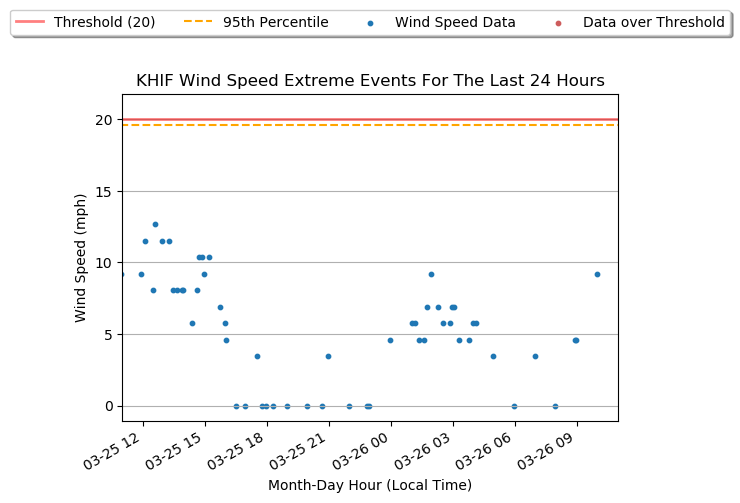 Threshold (20) 95th Percentile Wind Speed Data Data over Threshold
KHIF Wind Speed Extreme Events For The Last 24 Hours
Wind Speed (mph)
20
15
10
5
0
03-25 12 03-25 15 03-25 18 03-25 21 03-26 00 03-26 03 03-26 06 03-26 09
Month-Day Hour (Local Time)